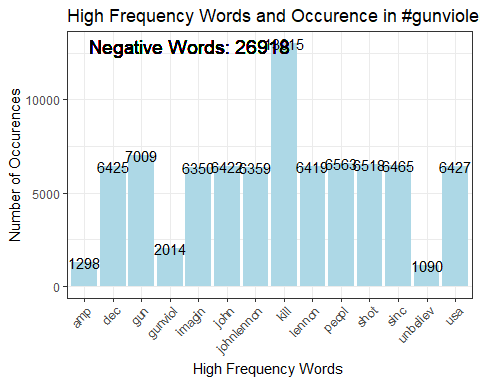 High Frequency Words and Occurence in #gunviole
Negative Words: 26918
Number of Occurences
10000
5000
0
1298 6425 7009 2014 6350 6422 6359 6419 6563 6518 6465 1090 6427
amp dec gun gunviol imagin john johnlennon kill lennon peopl shot sinc unbeliev usa
High Frequency Words